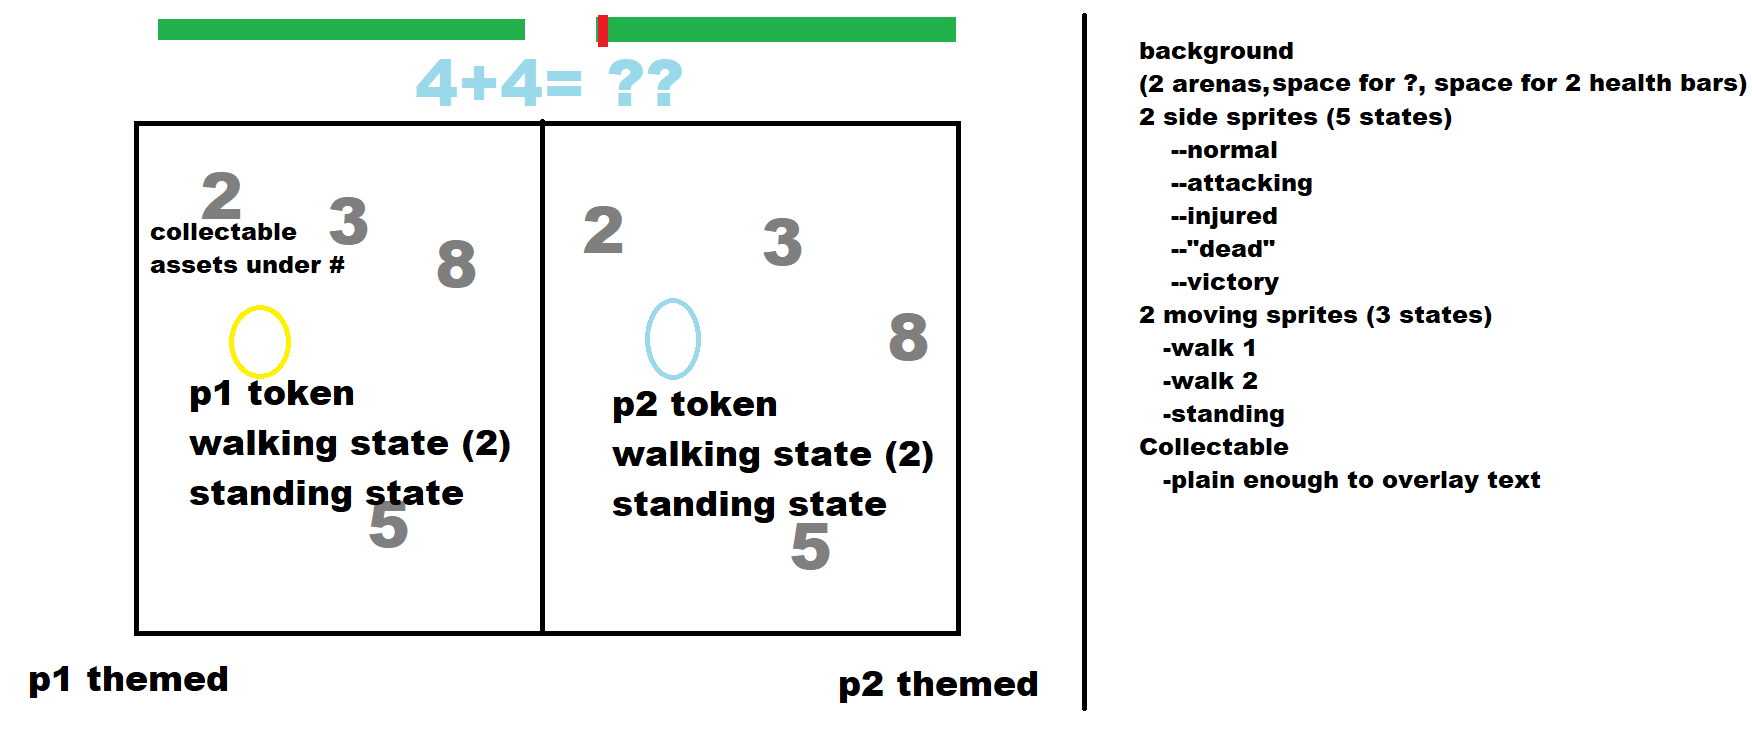 4+4= ??
2
3
8
collectable
assets under #
p1 token
walking state (2)
standing state
5
2
3
8
p2 token
walking state (2)
standing state
5
p1 themed
p2 themed
background
(2 arenas,space for ?, space for 2 health bars)
2 side sprites (5 states)
--normal
--attacking
--injured
--"dead"
--victory
2 moving sprites (3 states)
-walk 1
-walk 2
-standing
Collectable
-plain enough to overlay text